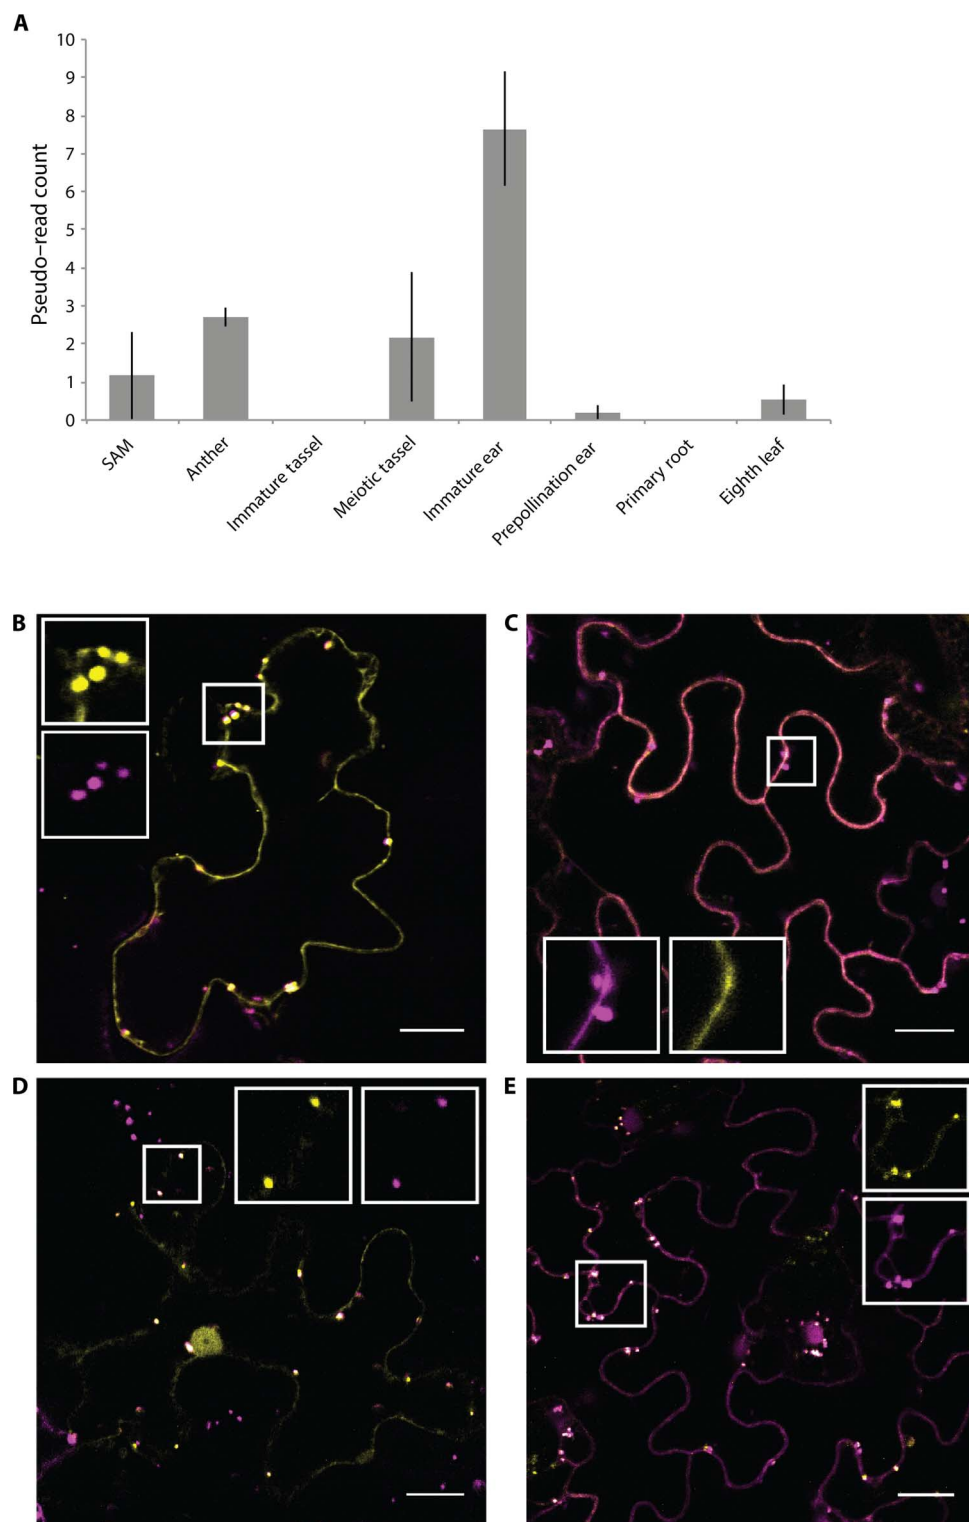 A
10
9
8
7
6
5
4
3
2
1
0
Pseudo–read count
SAM
Anther
Immature tassel
Meiotic tassel
Immature ear
Prepollination ear
Primary root
Eighth leaf
B
C
D
E